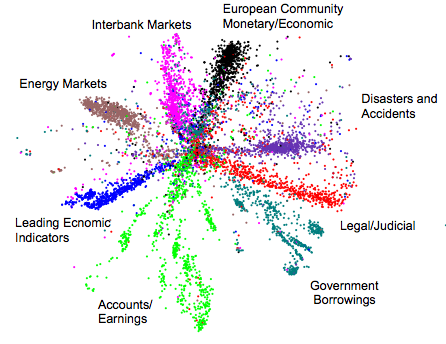 European Community
Interbank Markets
Monetary/Economic
Energy Markets
Disasters and
Accidents
Leading Ecnomic
Indicators
Legal/Judicial
Government
Borrowings
Accounts/
Earnings